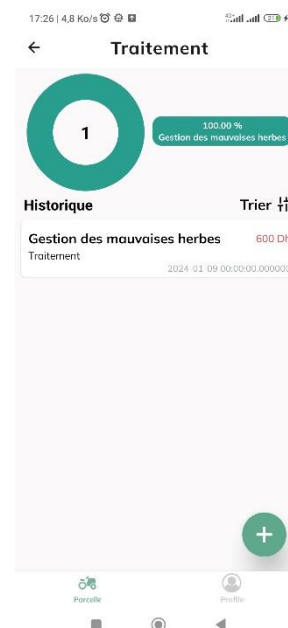 17:26 | 4,8 Ko/s
Traitement
1
100.00 %
Gestion des mauvaises herbes
Historique
Trier
Gestion des mauvaises herbes
600 Dh
Traitement
2024-01-09 00:00:00.000000
Parcelle
Profile